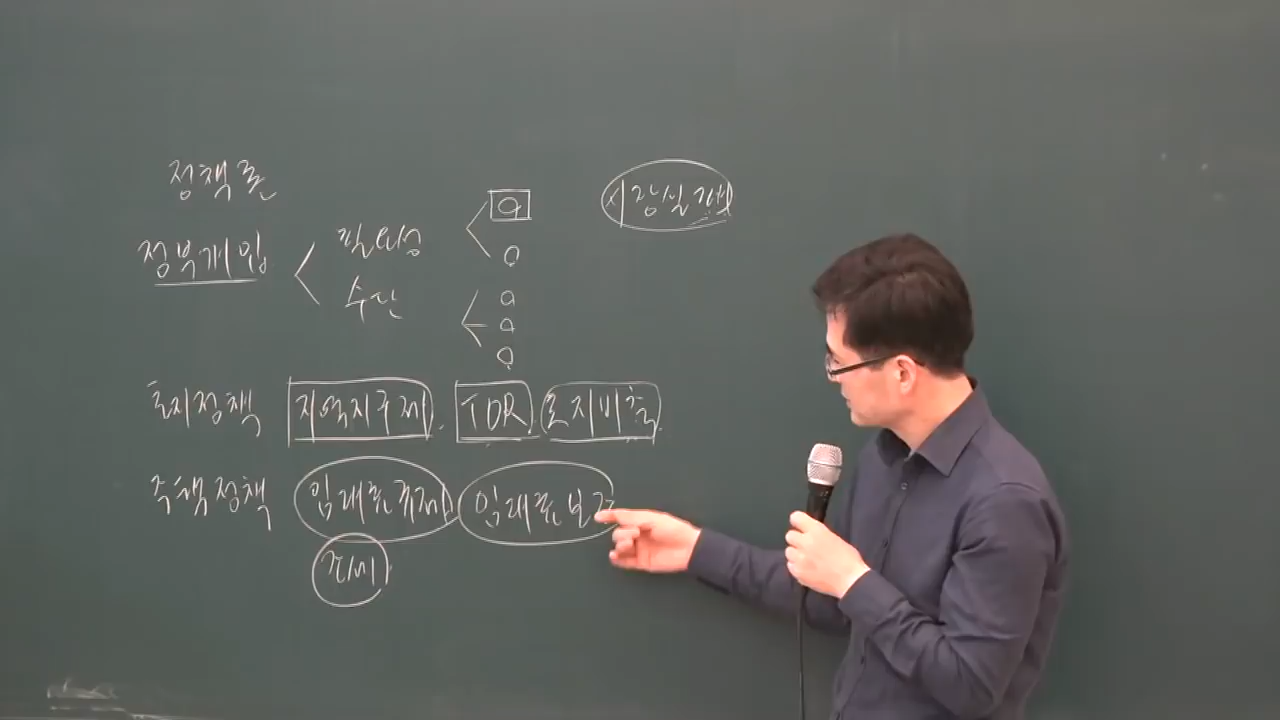 정책론
정부개입
필요성
수단
시장실패
토지정책 지역지구제, TDR, 토지비축
주택정책 임대료규제, 임대료보조
조세